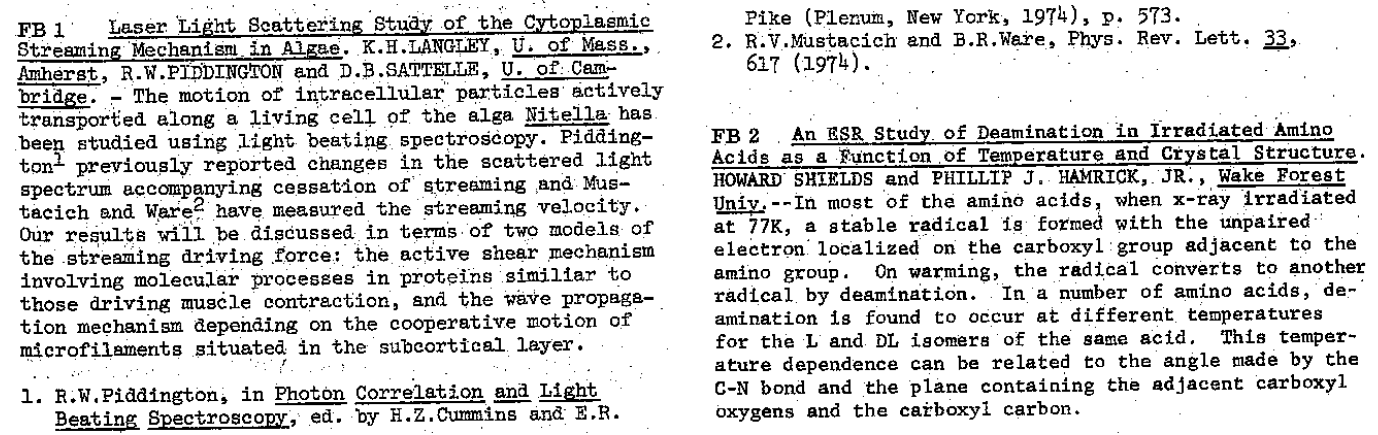 FB 1 Laser Light Scattering Study of the Cytoplasmic
Streaming Mechanism in Algae. K.H.LANGLEY, U. of Mass.,
Amherst, R.W.PIDDINGTON and D.B.SATTELLE, U. of Cam-
bridge. - The motion of intracellular particles actively
transported along a living cell of the alga Nitella has
been studied using light beating spectroscopy. Pidding-
ton1 previously reported changes in the scattered light
spectrum accompanying cessation of streaming and Mus-
tacich and Ware2 have measured the streaming velocity.
Our results will be discussed in terms of two models of
the streaming driving force: the active shear mechanism
involving molecular processes in proteins similiar to
those driving muscle contraction, and the wave propaga-
tion mechanism depending on the cooperative motion of
microfilaments situated in the subcortical layer.
1. R.W.Piddington, in Photon Correlation and Light
Beating Spectroscopy, ed. by H.Z.Cummins and E.R.
Pike (Plenum, New York, 1974), p. 573.
2. R.V.Mustacich and B.R.Ware, Phys. Rev. Lett. 33,
617 (1974).
FB 2 An ESR Study of Deamination in Irradiated Amino
Acids as a Function of Temperature and Crystal Structure.
HOWARD SHIELDS and PHILLIP J. HAMRICK, JR., Wake Forest
Univ.--In most of the amino acids, when x-ray irradiated
at 77K, a stable radical is formed with the unpaired
electron localized on the carboxyl group adjacent to the
amino group. On warming, the radical converts to another
radical by deamination. In a number of amino acids, de-
amination is found to occur at different temperatures
for the L and DL isomers of the same acid. This temper-
ature dependence can be related to the angle made by the
C-N bond and the plane containing the adjacent carboxyl
oxygens and the carboxyl carbon.